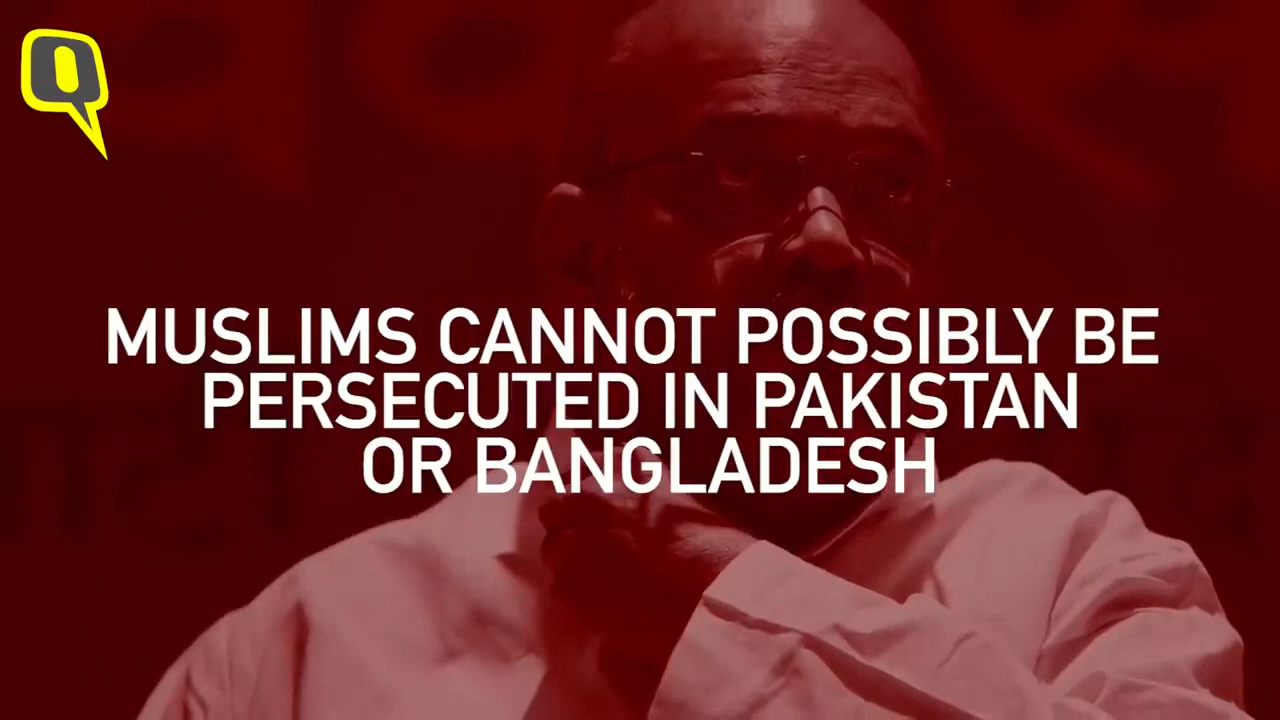 MUSLIMS CANNOT POSSIBLY BE
PERSECUTED IN PAKISTAN
OR BANGLADESH